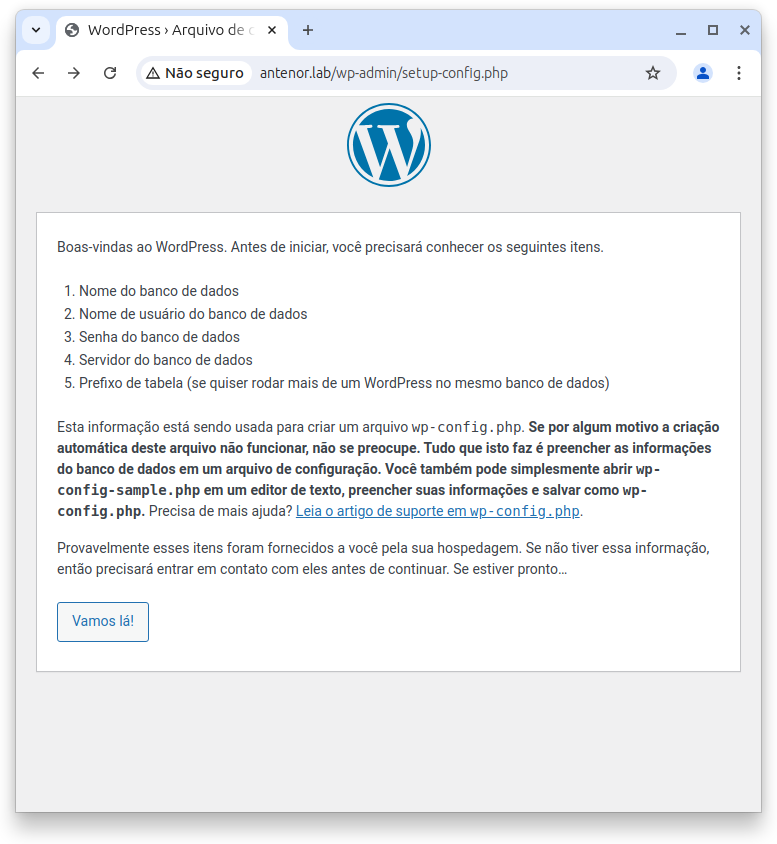 WordPress › Arquivo de c
Não seguro
antenor.lab/wp-admin/setup-config.php
Boas-vindas ao WordPress. Antes de iniciar, você precisará conhecer os seguintes itens.
1. Nome do banco de dados
2. Nome de usuário do banco de dados
3. Senha do banco de dados
4. Servidor do banco de dados
5. Prefixo de tabela (se quiser rodar mais de um WordPress no mesmo banco de dados)
Esta informação está sendo usada para criar um arquivo wp-config.php. Se por algum motivo a criação
automática deste arquivo não funcionar, não se preocupe. Tudo que isto faz é preencher as informações
do banco de dados em um arquivo de configuração. Você também pode simplesmente abrir wp-
config-sample.php em um editor de texto, preencher suas informações e salvar como wp-
config.php. Precisa de mais ajuda? Leia o artigo de suporte em wp-config.php.
Provavelmente esses itens foram fornecidos a você pela sua hospedagem. Se não tiver essa informação,
então precisará entrar em contato com eles antes de continuar. Se estiver pronto…
Vamos lá!